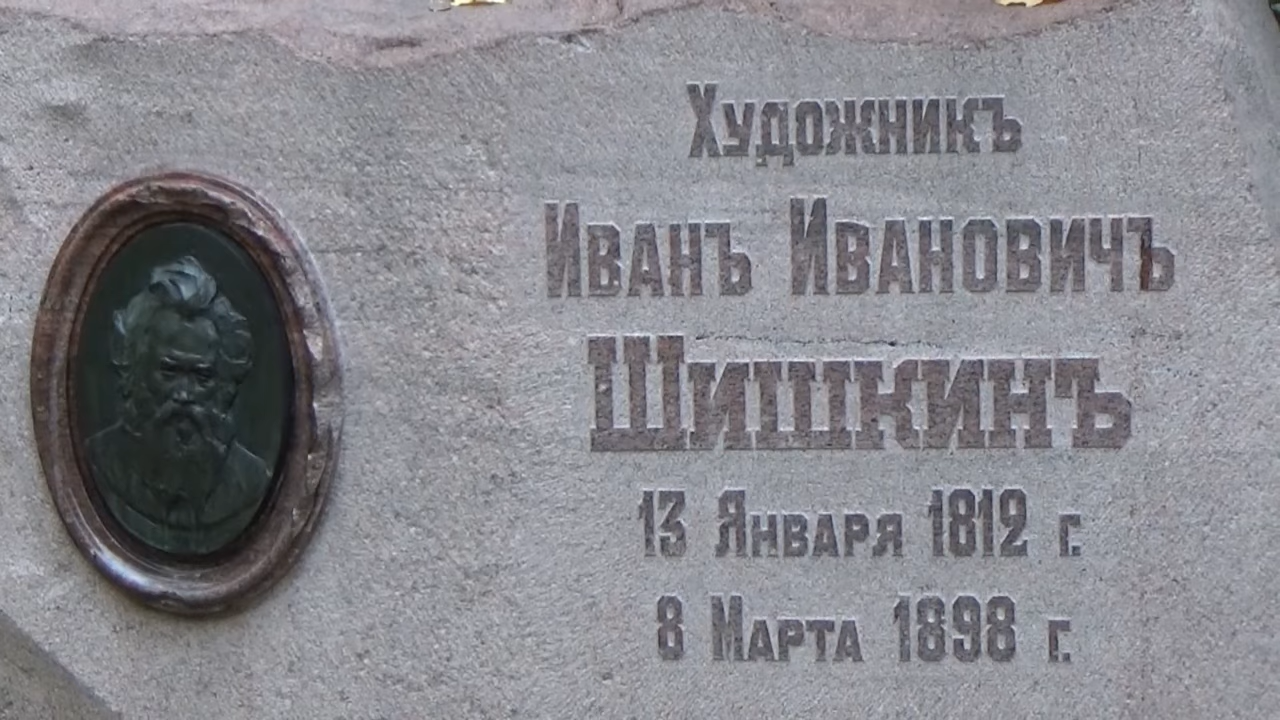 Художникъ
Иванъ Ивановичъ
Шишкинъ
13 Января 1812 г.
8 Марта 1898 г.